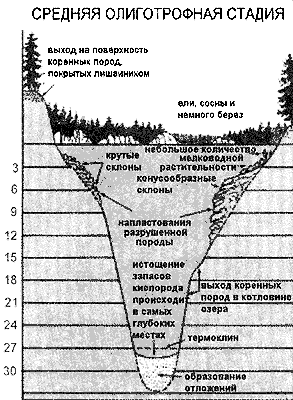 СРЕДНЯЯ ОЛИГОТРОФНАЯ СТАДИЯ
выход на поверхность
коренных пород,
покрытых лишайником
ели, сосны и
немного берез
небольшое количество
мелководной
растительности
крутые
склоны
конусообразные
склоны
напластования
разрушенной
породы
истощение
запасов
кислорода
происходит
в самых
глубоких
местах
выход коренных
пород в котловине
озера
термоклин
образование
отложений
3
6
9
12
15
18
21
24
27
30